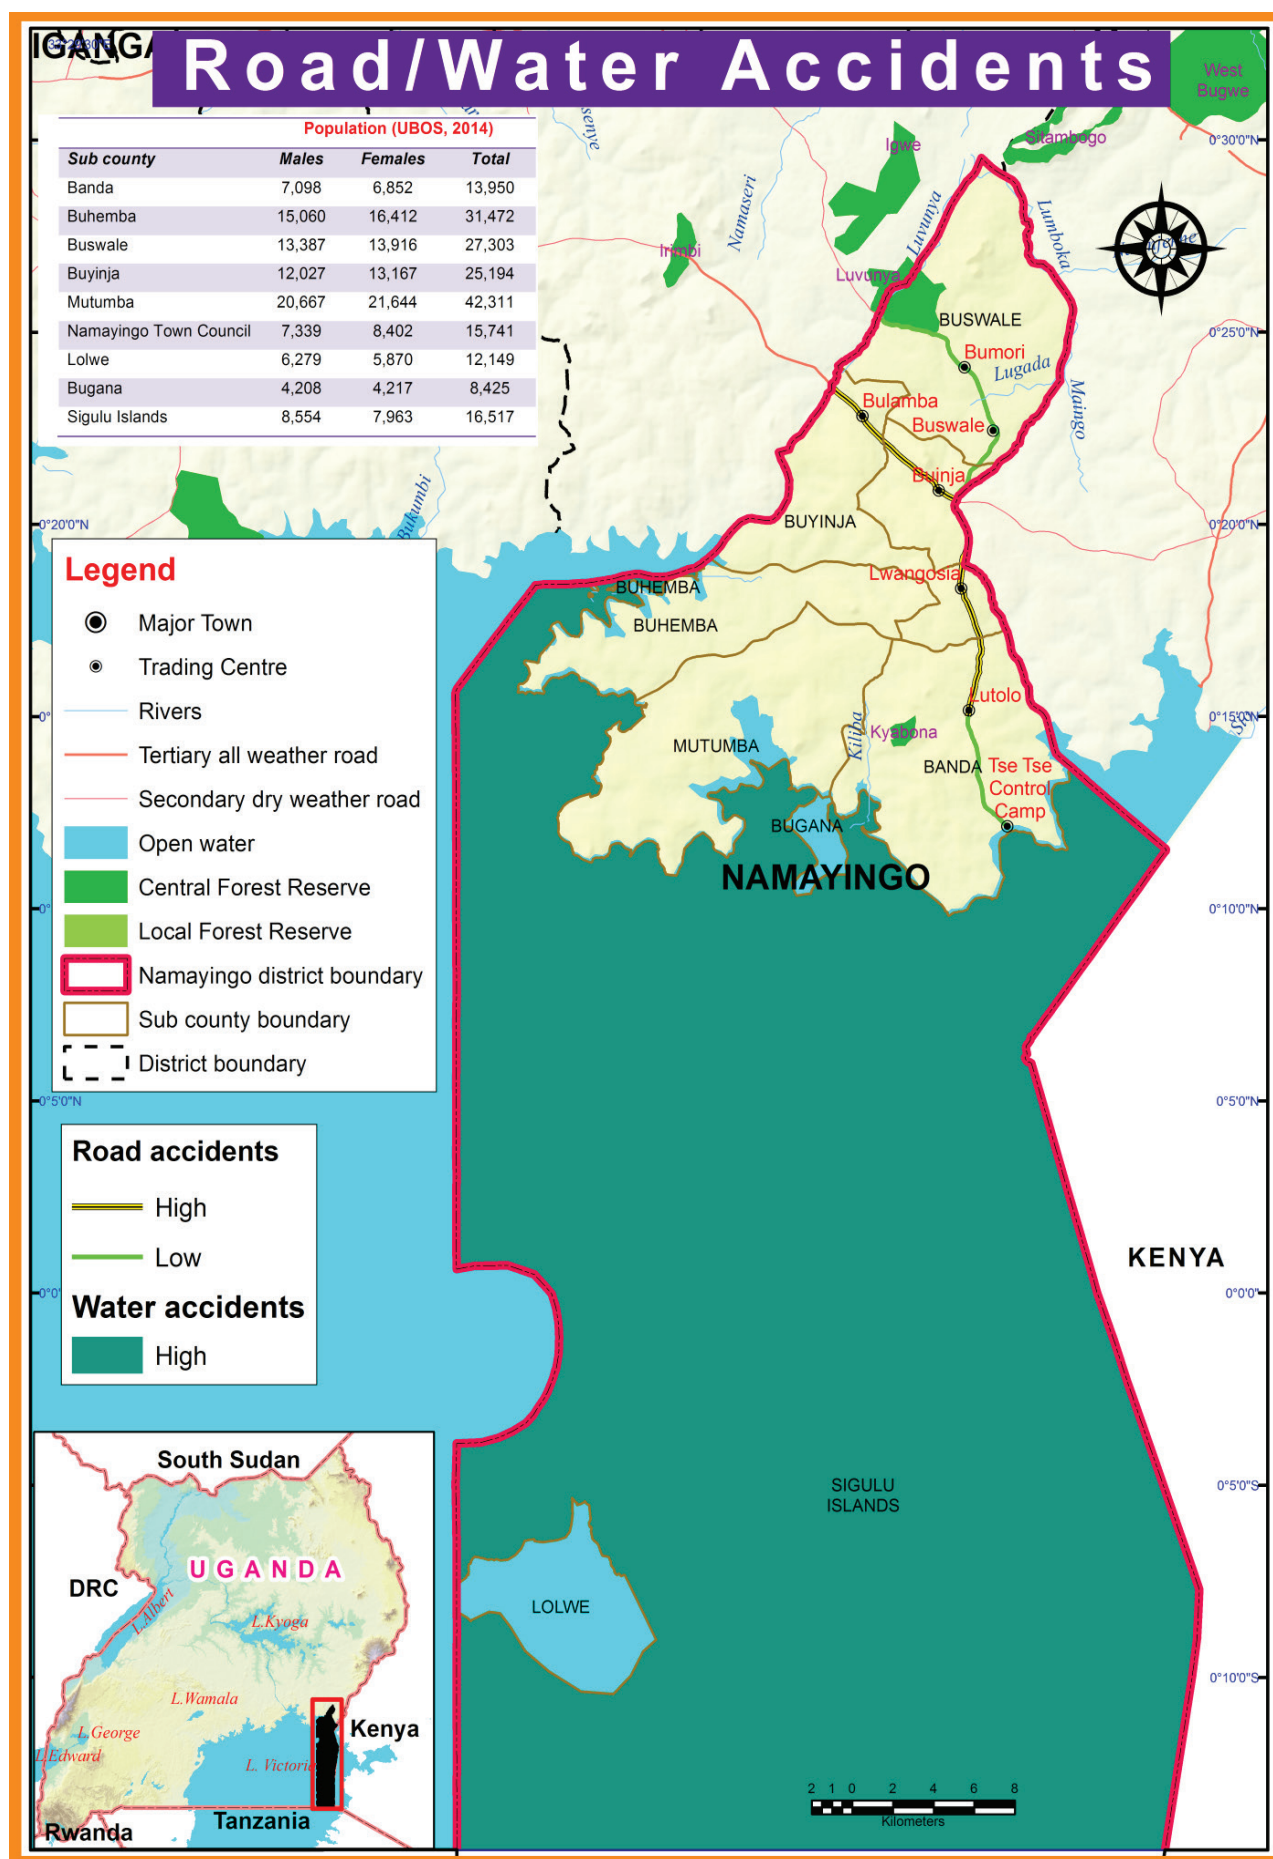 Road/Water Accidents
IGANGA
33°29'30"E
Population (UBOS, 2014)
Sub county Males Females Total
Banda 7,098 6,852 13,950
Buhemba 15,060 16,412 31,472
Buswale 13,387 13,916 27,303
Buyinja 12,027 13,167 25,194
Mutumba 20,667 21,644 42,311
Namayingo Town Council 7,339 8,402 15,741
Lolwe 6,279 5,870 12,149
Bugana 4,208 4,217 8,425
Sigulu Islands 8,554 7,963 16,517
West
Bugwe
Sitambogo
Igwe
0°30'0"N
Namaseri
Luvunya
Lumboka
Irimbi
Luvunya
BUSWALE
0°25'0"N
Bumori
Lugada
Maingo
Bulamba
Buswale
Buinja
Bukumbi
0°20'0"N
BUYINJA
0°20'0"N
Lwangosia
BUHEMBA
BUHEMBA
Lutolo
0°15'0"N
MUTUMBA
Kiliba
Kyabona
BANDA
Tse Tse
Control
Camp
BUGANA
NAMAYINGO
0°10'0"N
Legend
Major Town
Trading Centre
Rivers
Tertiary all weather road
Secondary dry weather road
Open water
Central Forest Reserve
Local Forest Reserve
Namayingo district boundary
Sub county boundary
District boundary
0°5'0"N
0°5'0"N
Road accidents
High
Low
Water accidents
High
KENYA
0°0'0"
SIGULU
ISLANDS
0°5'0"S
LOLWE
0°10'0"S
South Sudan
UGANDA
DRC
L.Albert
L.Kyoga
L.Wamala
L.George
L.Edward
Kenya
L. Victoria
Tanzania
Rwanda
2 1 0 2 4 6 8
Kilometers